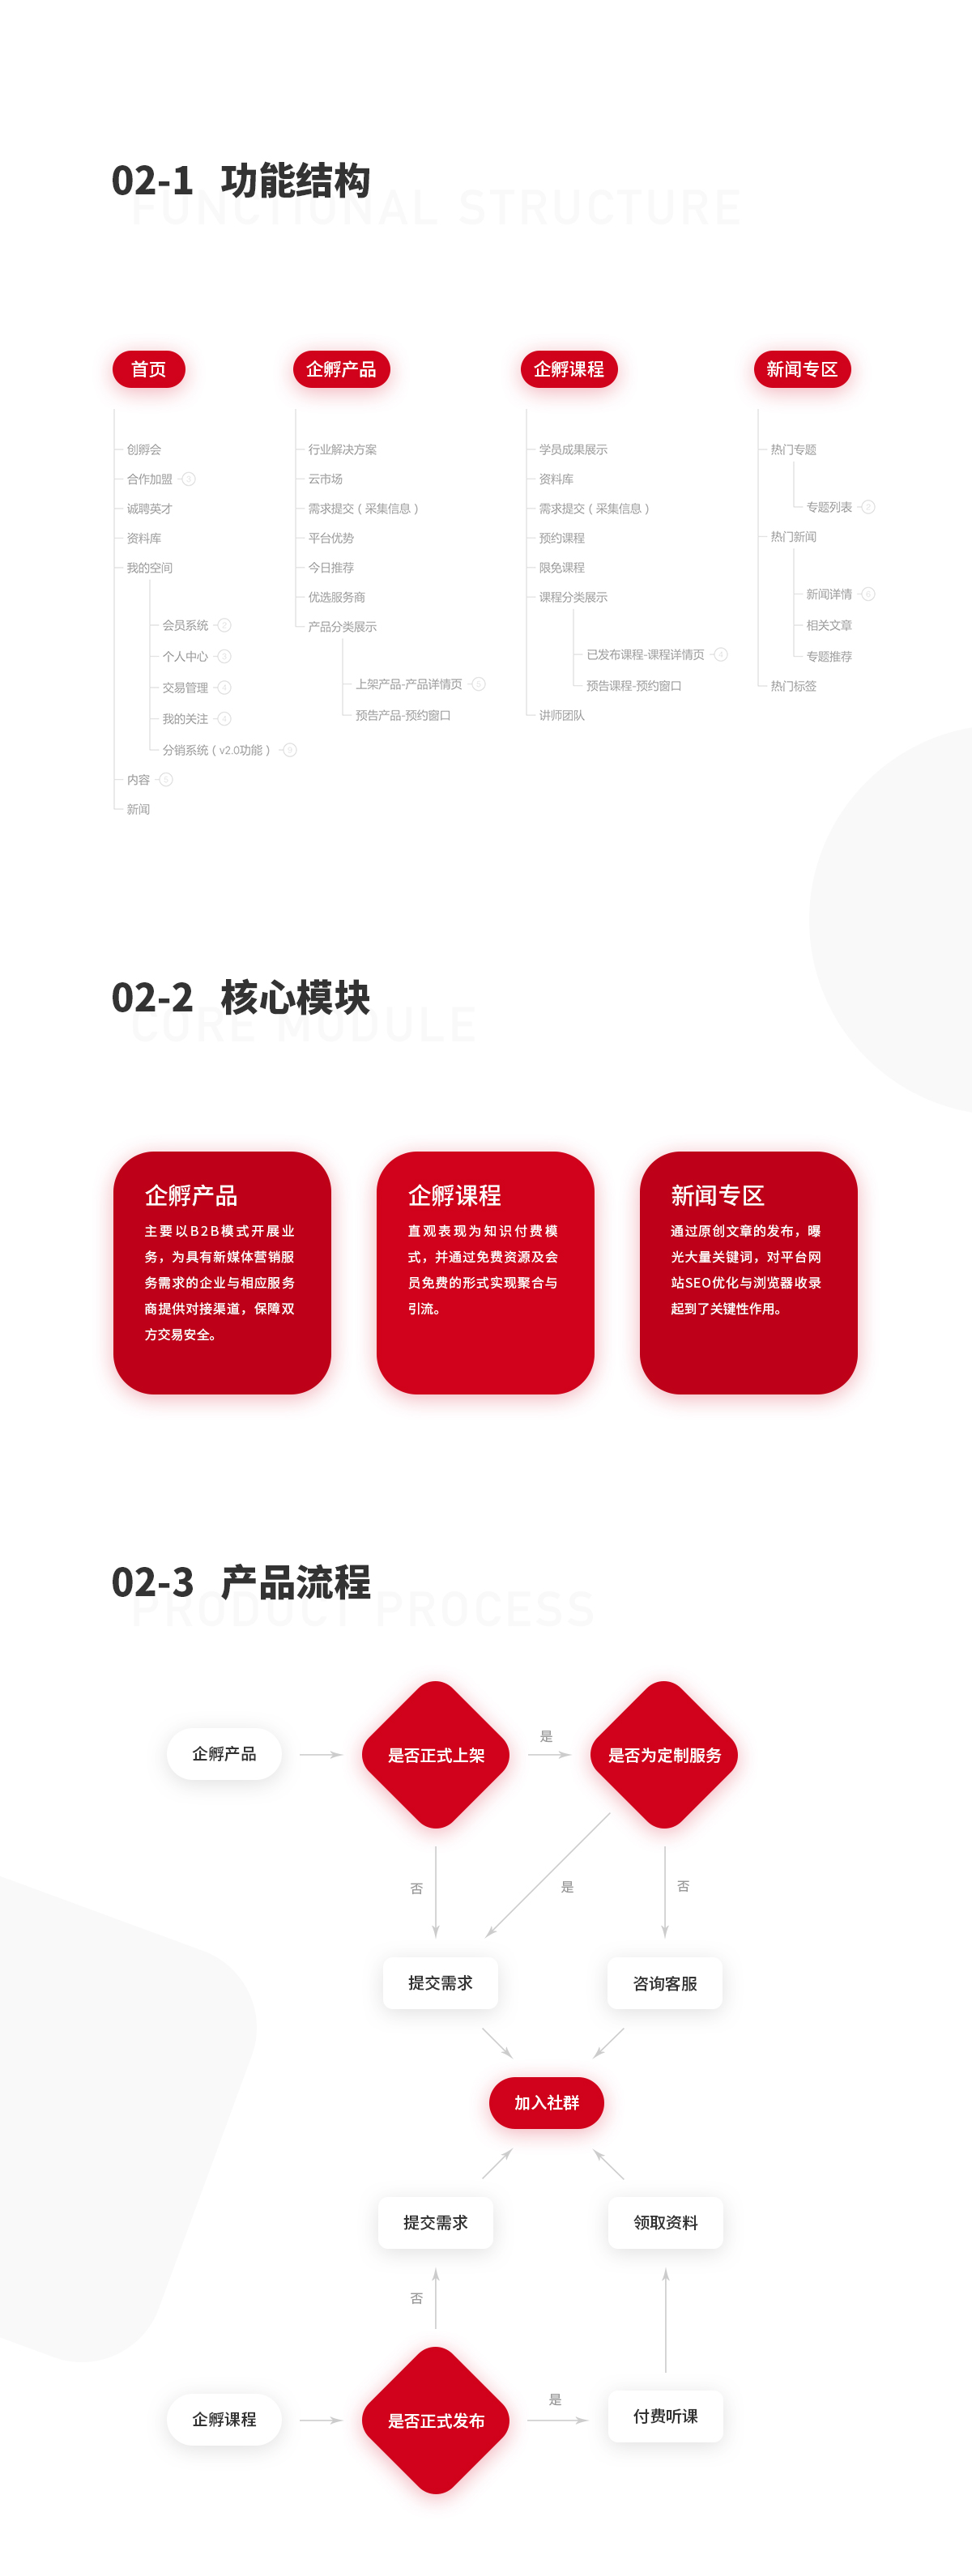 02-1 功能结构
FUNCTIONAL STRUCTURE
首页
创孵会
合作加盟
诚聘英才
资料库
我的空间
会员系统
个人中心
交易管理
我的关注
分销系统（v2.0功能）
内容
新闻
企孵产品
行业解决方案
云市场
需求提交（采集信息）
平台优势
今日推荐
优选服务商
产品分类展示
上架产品-产品详情页
预告产品-预约窗口
企孵课程
学员成果展示
资料库
需求提交（采集信息）
预约课程
限免课程
课程分类展示
已发布课程-课程详情页
预告课程-预约窗口
讲师团队
新闻专区
热门专题
专题列表
热门新闻
新闻详情
相关文章
专题推荐
热门标签
02-2 核心模块
CORE MODULE
企孵产品
主要以B2B模式开展业
务，为具有新媒体营销服
务需求的企业与相应服务
商提供对接渠道，保障双
方交易安全。
企孵课程
直观表现为知识付费模
式，并通过免费资源及会
员免费的形式实现聚合与
引流。
新闻专区
通过原创文章的发布，曝
光大量关键词，对平台网
站SEO优化与浏览器收录
起到了关键性作用。
02-3 产品流程
PRODUCT PROCESS
企孵产品
是否正式上架
是
是否为定制服务
否
是
否
提交需求
咨询客服
加入社群
提交需求
领取资料
否
企孵课程
是否正式发布
是
付费听课